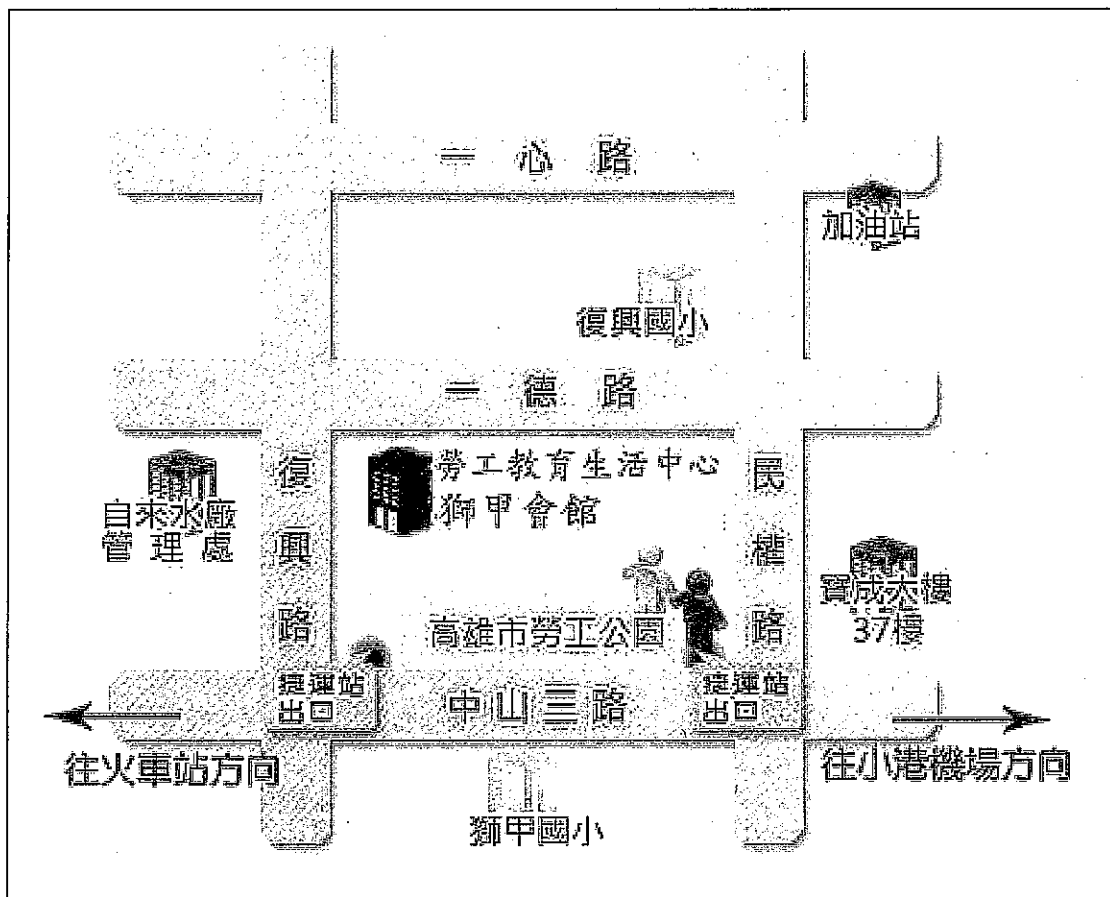 一心路
加油站
復興國小
一德路
復興路
勞工教育生活中心
獅甲會館
民權路
自來水廠
管理處
寶成大樓
37樓
高雄市勞工公園
捷運站
出口
中山三路
捷運站
出口
往火車站方向
往小港機場方向
獅甲國小